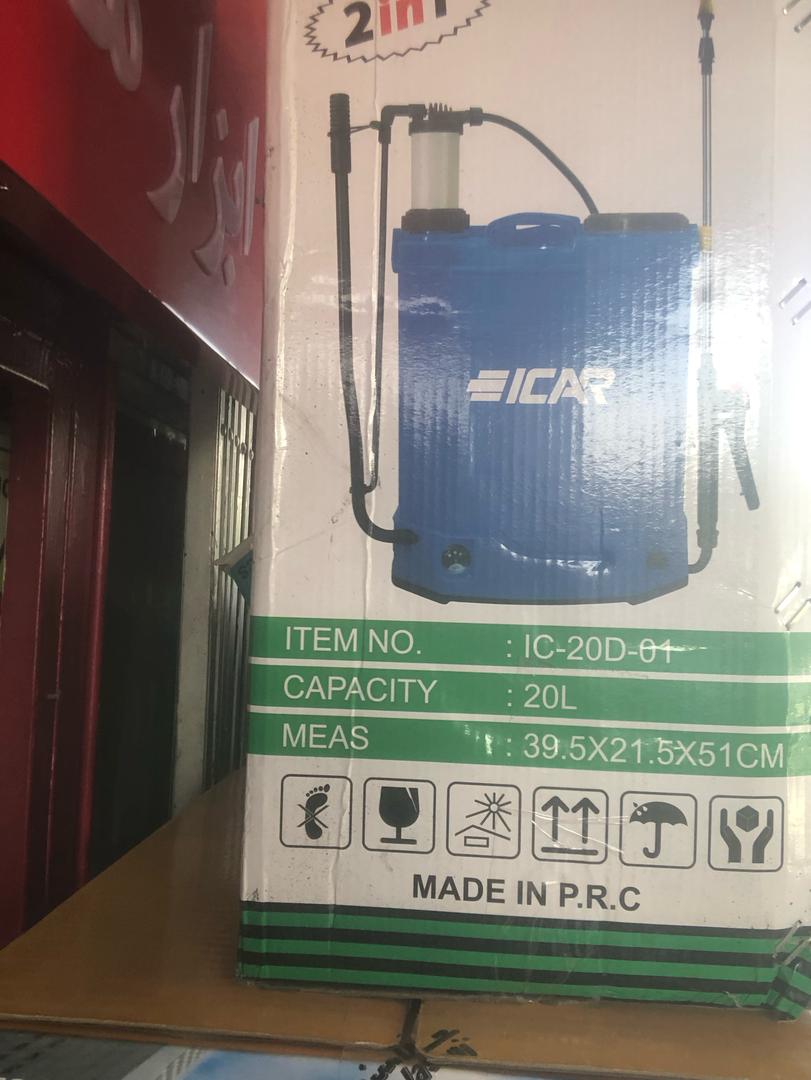 2in1
ابزار
ICAR
ITEM NO. : IC-20D-01
CAPACITY : 20L
MEAS : 39.5X21.5X51CM
MADE IN P.R.C